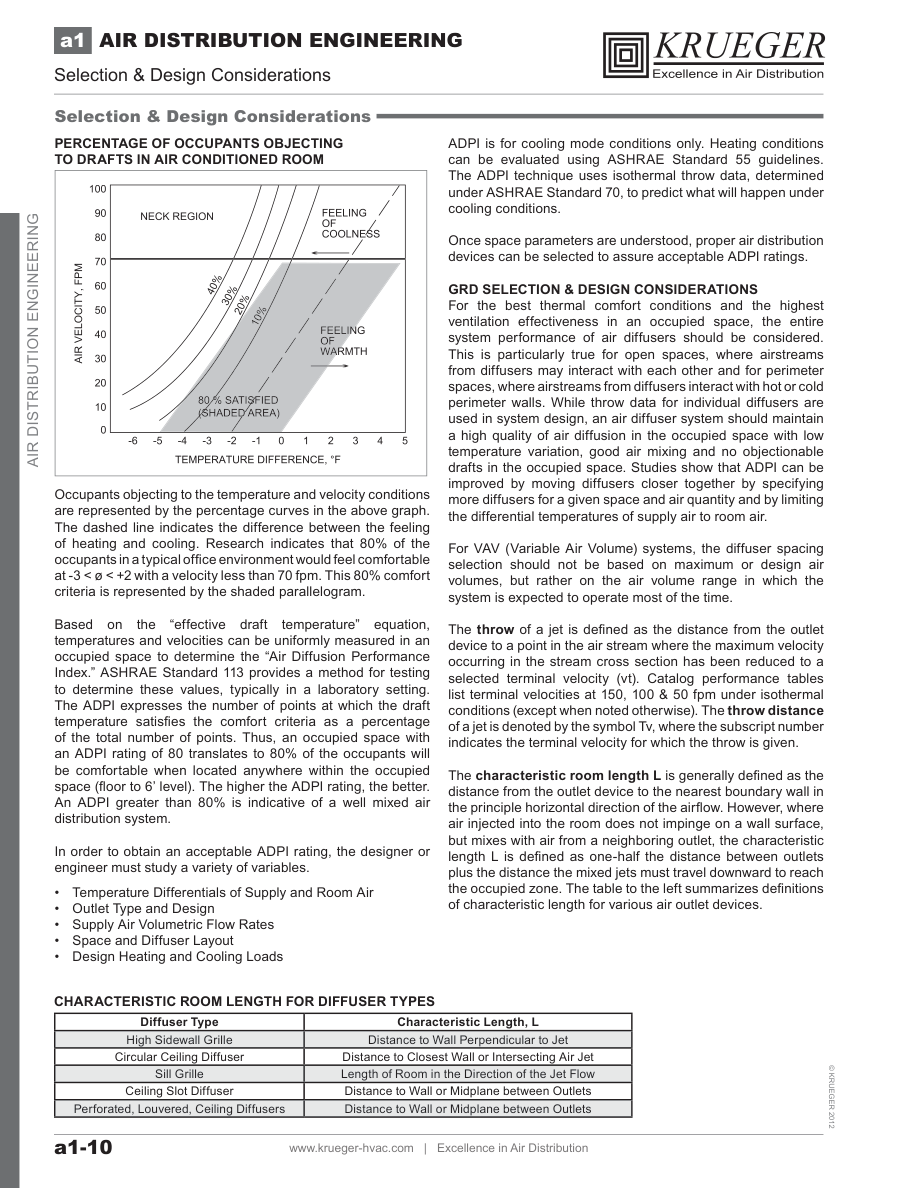 a1 AIR DISTRIBUTION ENGINEERING
Selection & Design Considerations
KRUEGER
Excellence in Air Distribution
Selection & Design Considerations
AIR DISTRIBUTION ENGINEERING
PERCENTAGE OF OCCUPANTS OBJECTING
TO DRAFTS IN AIR CONDITIONED ROOM
100
90
80
70
60
50
40
30
20
10
0
AIR VELOCITY, FPM
NECK REGION
FEELING
OF
COOLNESS
40%
30%
20%
10%
FEELING
OF
WARMTH
80 % SATISFIED
(SHADED AREA)
-6 -5 -4 -3 -2 -1 0 1 2 3 4 5
TEMPERATURE DIFFERENCE, °F
Occupants objecting to the temperature and velocity conditions
are represented by the percentage curves in the above graph.
The dashed line indicates the difference between the feeling
of heating and cooling. Research indicates that 80% of the
occupants in a typical office environment would feel comfortable
at -3 < ø < +2 with a velocity less than 70 fpm. This 80% comfort
criteria is represented by the shaded parallelogram.
Based on the “effective draft temperature” equation,
temperatures and velocities can be uniformly measured in an
occupied space to determine the “Air Diffusion Performance
Index.” ASHRAE Standard 113 provides a method for testing
to determine these values, typically in a laboratory setting.
The ADPI expresses the number of points at which the draft
temperature satisfies the comfort criteria as a percentage
of the total number of points. Thus, an occupied space with
an ADPI rating of 80 translates to 80% of the occupants will
be comfortable when located anywhere within the occupied
space (floor to 6’ level). The higher the ADPI rating, the better.
An ADPI greater than 80% is indicative of a well mixed air
distribution system.
In order to obtain an acceptable ADPI rating, the designer or
engineer must study a variety of variables.
• Temperature Differentials of Supply and Room Air
• Outlet Type and Design
• Supply Air Volumetric Flow Rates
• Space and Diffuser Layout
• Design Heating and Cooling Loads
ADPI is for cooling mode conditions only. Heating conditions
can be evaluated using ASHRAE Standard 55 guidelines.
The ADPI technique uses isothermal throw data, determined
under ASHRAE Standard 70, to predict what will happen under
cooling conditions.
Once space parameters are understood, proper air distribution
devices can be selected to assure acceptable ADPI ratings.
GRD SELECTION & DESIGN CONSIDERATIONS
For the best thermal comfort conditions and the highest
ventilation effectiveness in an occupied space, the entire
system performance of air diffusers should be considered.
This is particularly true for open spaces, where airstreams
from diffusers may interact with each other and for perimeter
spaces, where airstreams from diffusers interact with hot or cold
perimeter walls. While throw data for individual diffusers are
used in system design, an air diffuser system should maintain
a high quality of air diffusion in the occupied space with low
temperature variation, good air mixing and no objectionable
drafts in the occupied space. Studies show that ADPI can be
improved by moving diffusers closer together by specifying
more diffusers for a given space and air quantity and by limiting
the differential temperatures of supply air to room air.
For VAV (Variable Air Volume) systems, the diffuser spacing
selection should not be based on maximum or design air
volumes, but rather on the air volume range in which the
system is expected to operate most of the time.
The throw of a jet is defined as the distance from the outlet
device to a point in the air stream where the maximum velocity
occurring in the stream cross section has been reduced to a
selected terminal velocity (vt). Catalog performance tables
list terminal velocities at 150, 100 & 50 fpm under isothermal
conditions (except when noted otherwise). The throw distance
of a jet is denoted by the symbol Tv, where the subscript number
indicates the terminal velocity for which the throw is given.
The characteristic room length L is generally defined as the
distance from the outlet device to the nearest boundary wall in
the principle horizontal direction of the airflow. However, where
air injected into the room does not impinge on a wall surface,
but mixes with air from a neighboring outlet, the characteristic
length L is defined as one-half the distance between outlets
plus the distance the mixed jets must travel downward to reach
the occupied zone. The table to the left summarizes definitions
of characteristic length for various air outlet devices.
CHARACTERISTIC ROOM LENGTH FOR DIFFUSER TYPES
Diffuser Type Characteristic Length, L
High Sidewall Grille Distance to Wall Perpendicular to Jet
Circular Ceiling Diffuser Distance to Closest Wall or Intersecting Air Jet
Sill Grille Length of Room in the Direction of the Jet Flow
Ceiling Slot Diffuser Distance to Wall or Midplane between Outlets
Perforated, Louvered, Ceiling Diffusers Distance to Wall or Midplane between Outlets
© KRUEGER 2012
a1-10
www.krueger-hvac.com | Excellence in Air Distribution